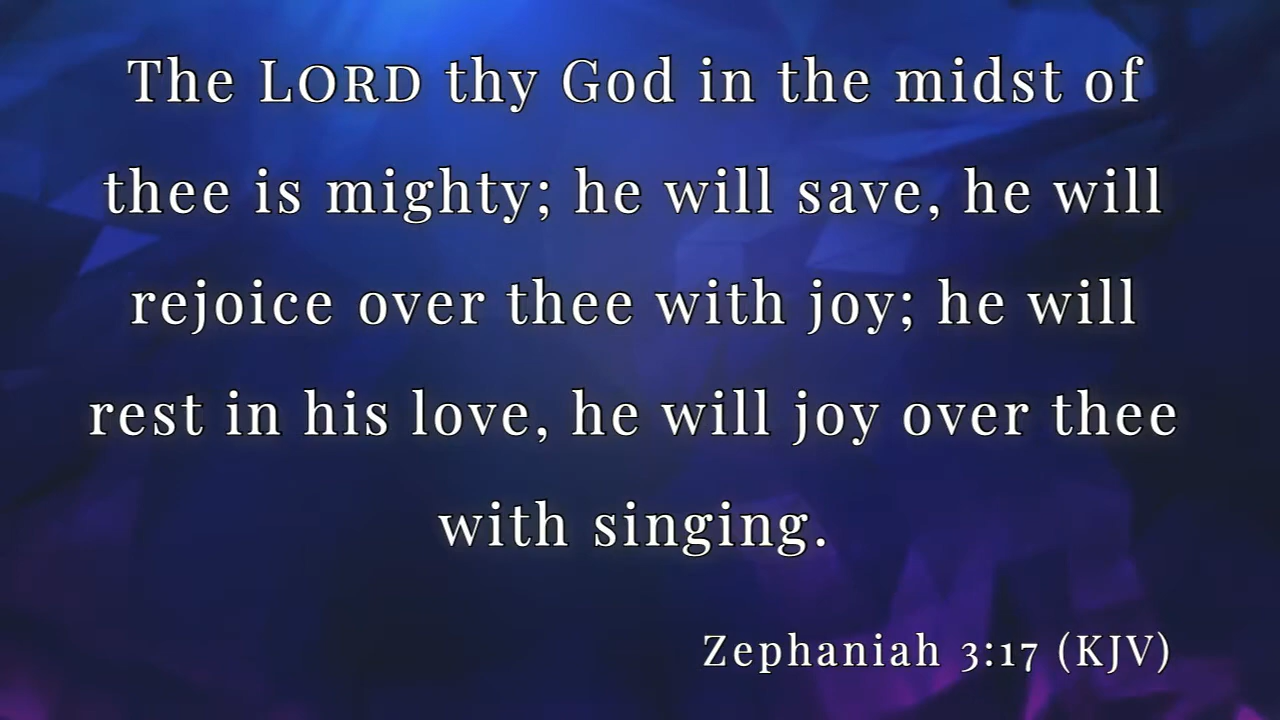 The LORD thy God in the midst of
thee is mighty; he will save, he will
rejoice over thee with joy; he will
rest in his love, he will joy over thee
with singing.
Zephaniah 3:17 (KJV)